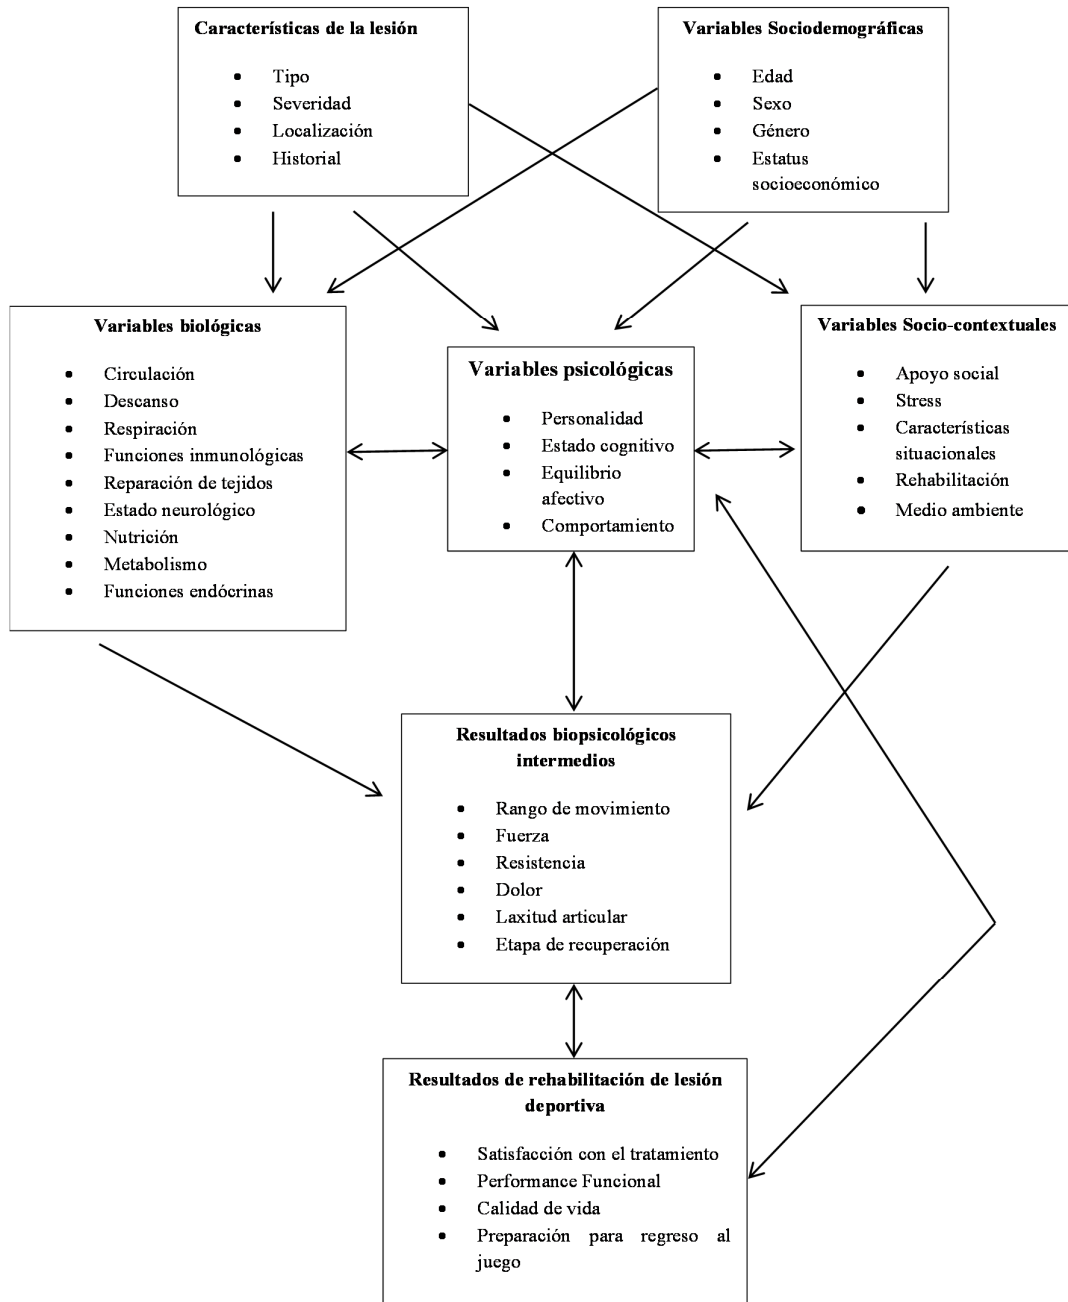 Características de la lesión
Tipo
Severidad
Localización
Historial
Variables Sociodemográficas
Edad
Sexo
Género
Estatus
socioeconómico
Variables biológicas
Circulación
Descanso
Respiración
Funciones inmunológicas
Reparación de tejidos
Estado neurológico
Nutrición
Metabolismo
Funciones endócrinas
Variables psicológicas
Personalidad
Estado cognitivo
Equilibrio
afectivo
Comportamiento
Variables Socio-contextuales
Apoyo social
Stress
Características
situacionales
Rehabilitación
Medio ambiente
Resultados biopsicológicos
intermedios
Rango de movimiento
Fuerza
Resistencia
Dolor
Laxitud articular
Etapa de recuperación
Resultados de rehabilitación de lesión
deportiva
Satisfacción con el tratamiento
Performance Funcional
Calidad de vida
Preparación para regreso al
juego